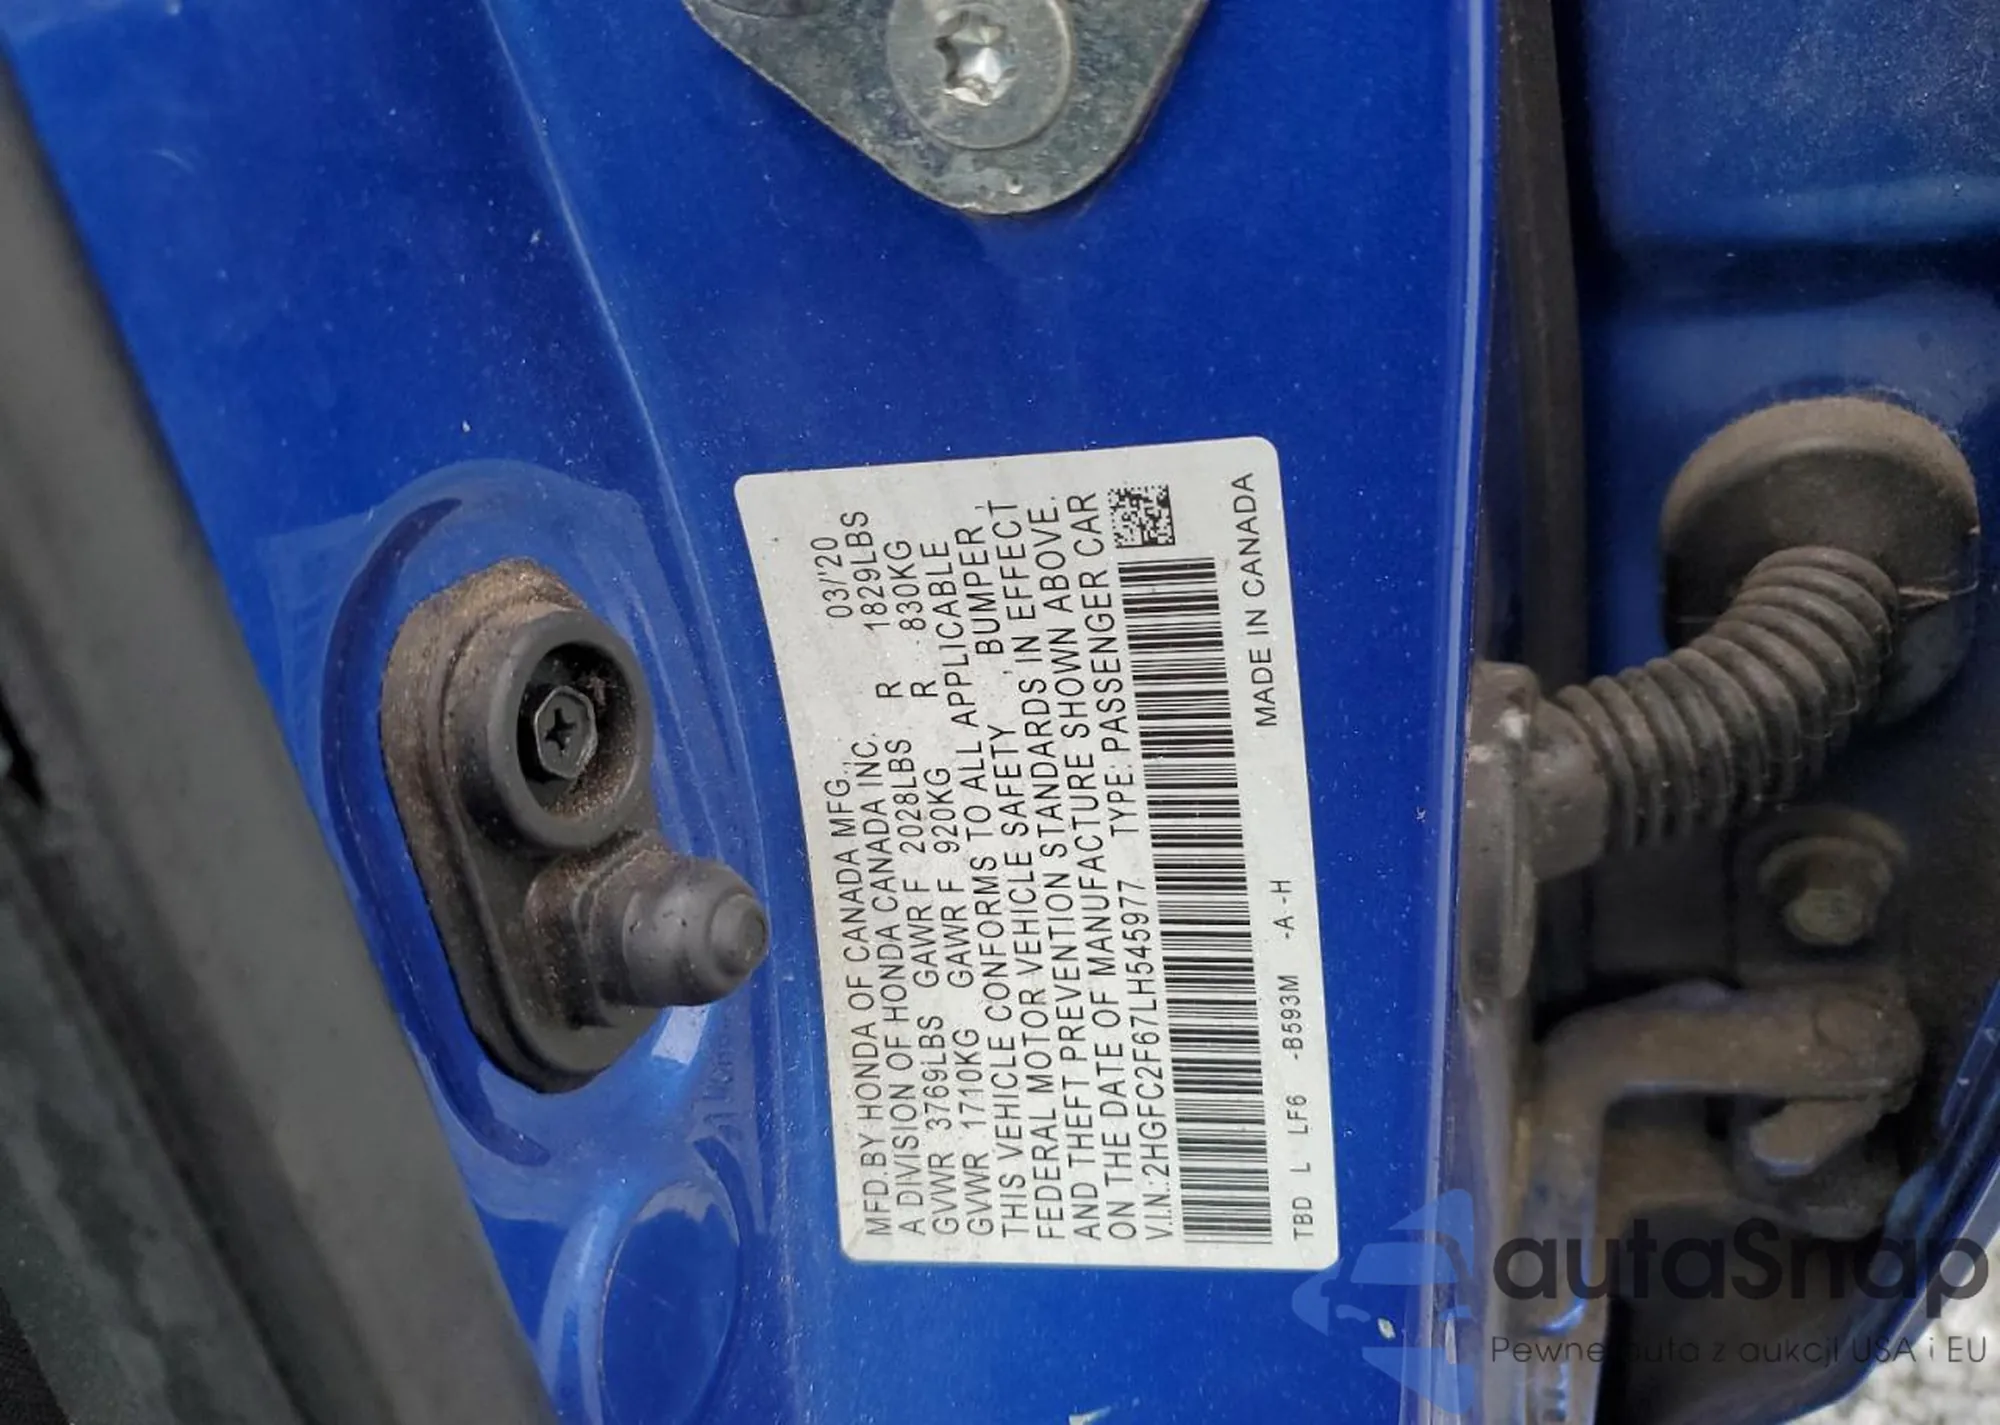 MFD.BY HONDA OF CANADA MFG., 03/'20
A DIVISION OF HONDA CANADA INC.
GVWR 3769LBS GAWR F 2028LBS R 1829LBS
GVWR 1710KG GAWR F 920KG R 830KG
THIS VEHICLE CONFORMS TO ALL APPLICABLE
FEDERAL MOTOR VEHICLE SAFETY , BUMPER,
AND THEFT PREVENTION STANDARDS IN EFFECT
ON THE DATE OF MANUFACTURE SHOWN ABOVE.
V.I.N.:2HGFC2F67LH545977 TYPE:PASSENGER CAR
MADE IN CANADA
TBD L LF6 -B593M -A -H
autaSnap
Pewne auta z aukcji USA i EU